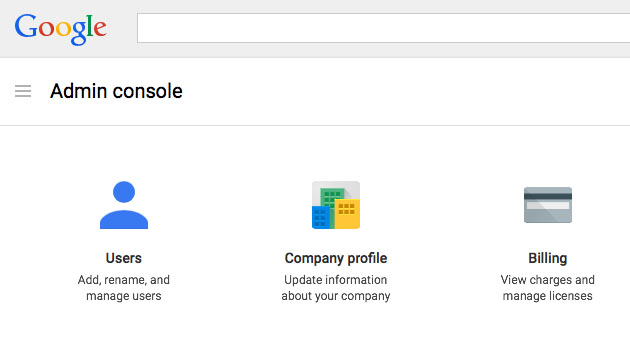 Google
Admin console
Users
Add, rename, and
manage users
Company profile
Update information
about your company
Billing
View charges and
manage licenses